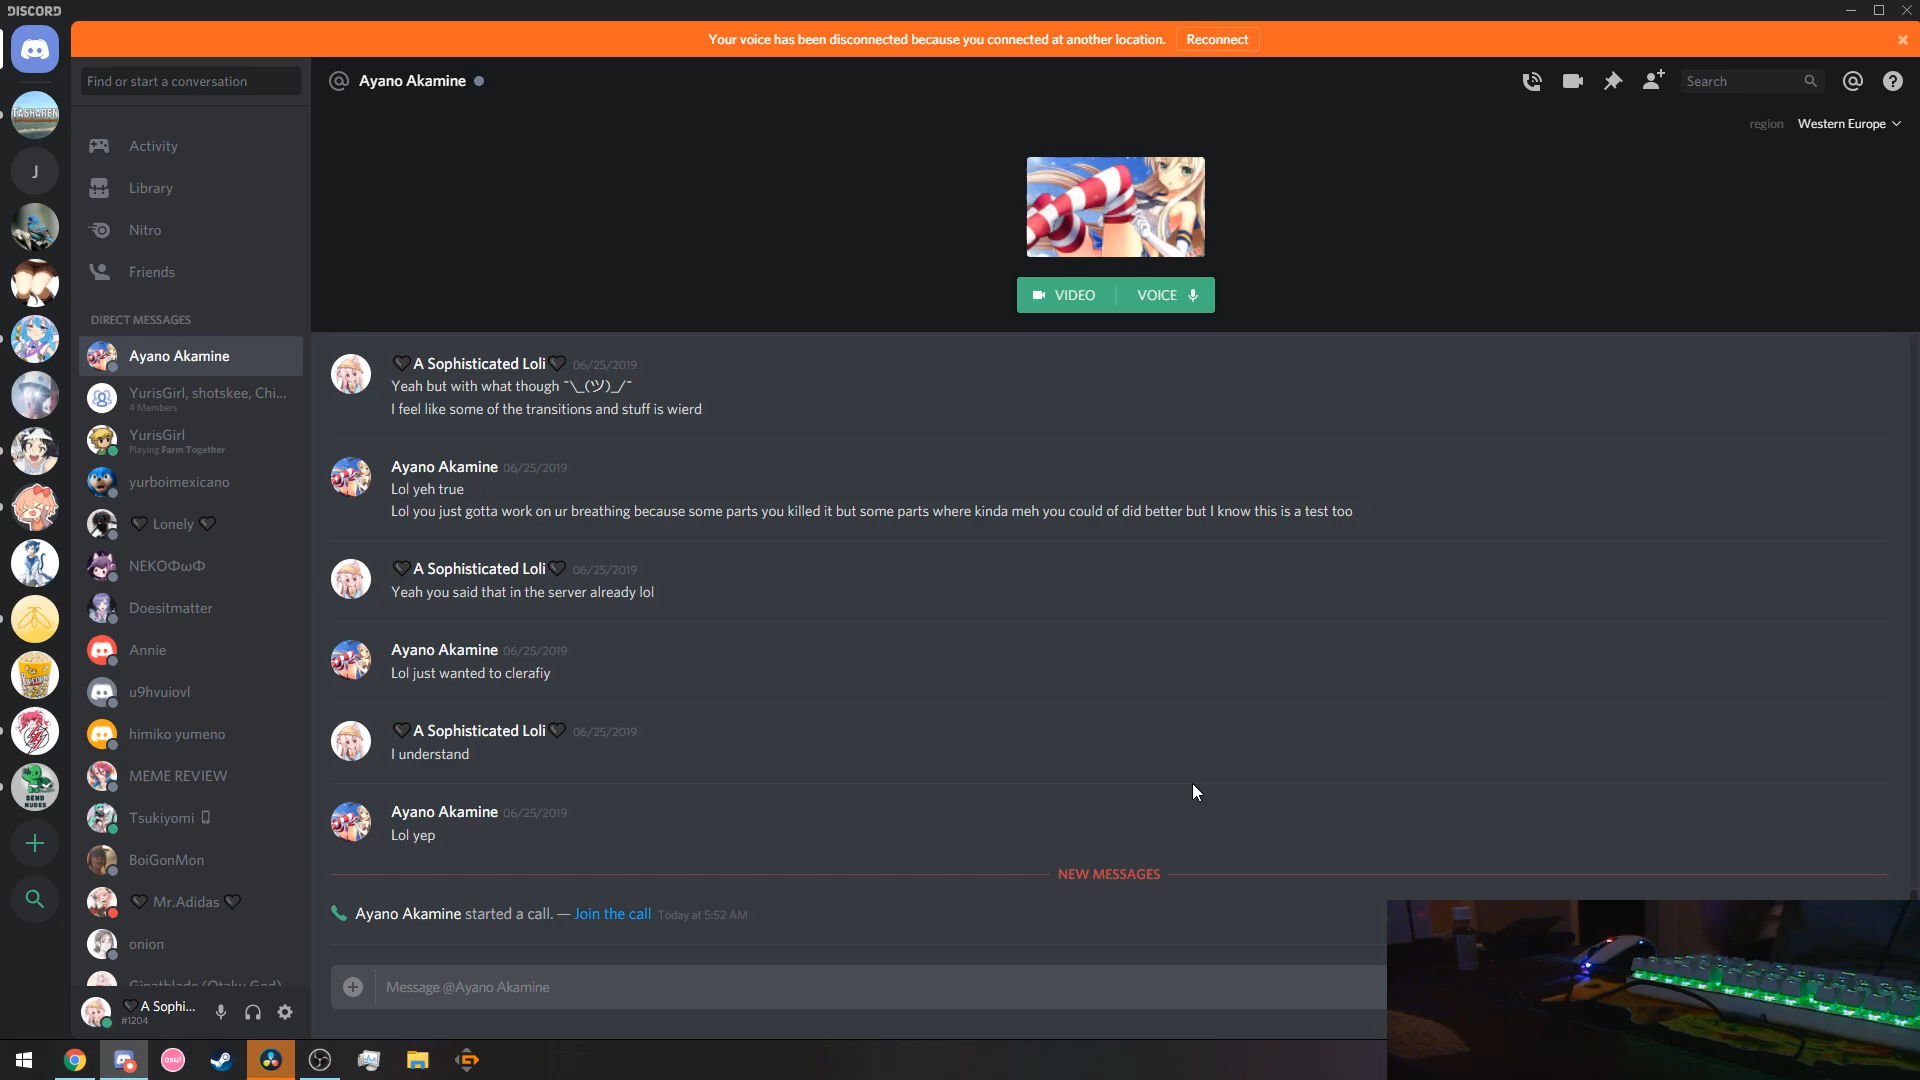 DISCORD
Your voice has been disconnected because you connected at another location. Reconnect
Find or start a conversation
Ayano Akamine
Search
region Western Europe
Activity
Library
Nitro
Friends
VIDEO VOICE
DIRECT MESSAGES
Ayano Akamine
YurisGirl, shotskee, Chi...
4 Members
YurisGirl
Playing Farm Together
yurboimexicano
🖤 Lonely 🖤
NEKOΦωΦ
Doesitmatter
Annie
u9hvuiovl
himiko yumeno
MEME REVIEW
Tsukiyomi
BoiGonMon
🖤 Mr.Adidas 🖤
onion
🖤A Sophi...
#1204
J
SEND
NUDES
🖤A Sophisticated Loli🖤 06/25/2019
Yeah but with what though ¯\_(ツ)_/¯
I feel like some of the transitions and stuff is wierd
Ayano Akamine 06/25/2019
Lol yeh true
Lol you just gotta work on ur breathing because some parts you killed it but some parts where kinda meh you could of did better but I know this is a test too
🖤A Sophisticated Loli🖤 06/25/2019
Yeah you said that in the server already lol
Ayano Akamine 06/25/2019
Lol just wanted to clerafiy
🖤A Sophisticated Loli🖤 06/25/2019
I understand
Ayano Akamine 06/25/2019
Lol yep
NEW MESSAGES
Ayano Akamine started a call. — Join the call Today at 5:52 AM
Message @Ayano Akamine
osu!